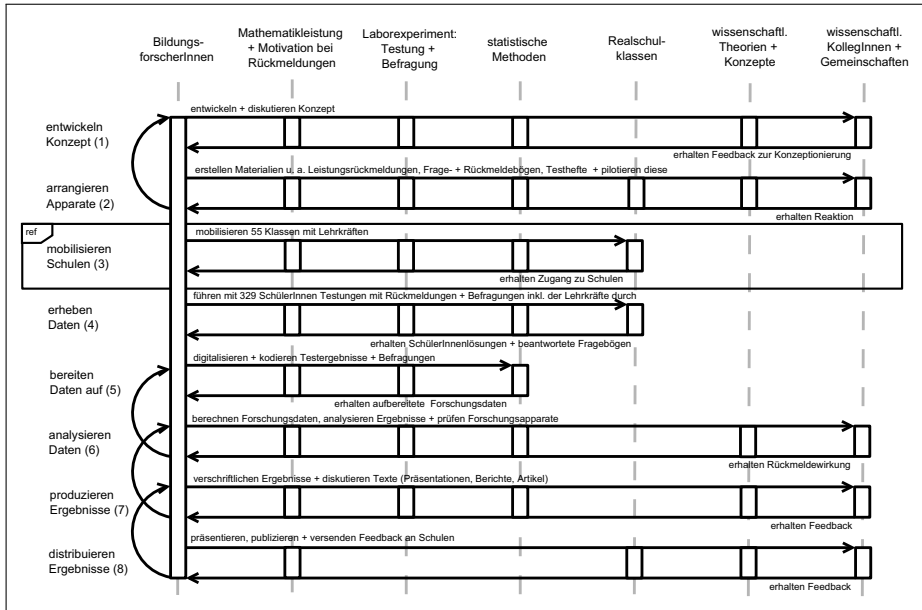 Bildungs-
forscherInnen
Mathematikleistung
+ Motivation bei
Rückmeldungen
Laborexperiment:
Testung +
Befragung
statistische
Methoden
Realschul-
klassen
wissenschaftl.
Theorien +
Konzepte
wissenschaftl.
KollegInnen +
Gemeinschaften
entwickeln
Konzept (1)
entwickeln + diskutieren Konzept
erhalten Feedback zur Konzeptionierung
arrangieren
Apparate (2)
erstellen Materialien u. a. Leistungsrückmeldungen, Frage- + Rückmeldebögen, Testhefte + pilotieren diese
erhalten Reaktion
ref
mobilisieren
Schulen (3)
mobilisieren 55 Klassen mit Lehrkräften
erhalten Zugang zu Schulen
erheben
Daten (4)
führen mit 329 SchülerInnen Testungen mit Rückmeldungen + Befragungen inkl. der Lehrkräfte durch
erhalten SchülerInnenlösungen + beantwortete Fragebögen
bereiten
Daten auf (5)
digitalisieren + kodieren Testergebnisse + Befragungen
erhalten aufbereitete Forschungsdaten
analysieren
Daten (6)
berechnen Forschungsdaten, analysieren Ergebnisse + prüfen Forschungsapparate
erhalten Rückmeldewirkung
produzieren
Ergebnisse (7)
verschriftlichen Ergebnisse + diskutieren Texte (Präsentationen, Berichte, Artikel)
erhalten Feedback
distribuieren
Ergebnisse (8)
präsentieren, publizieren + versenden Feedback an Schulen
erhalten Feedback